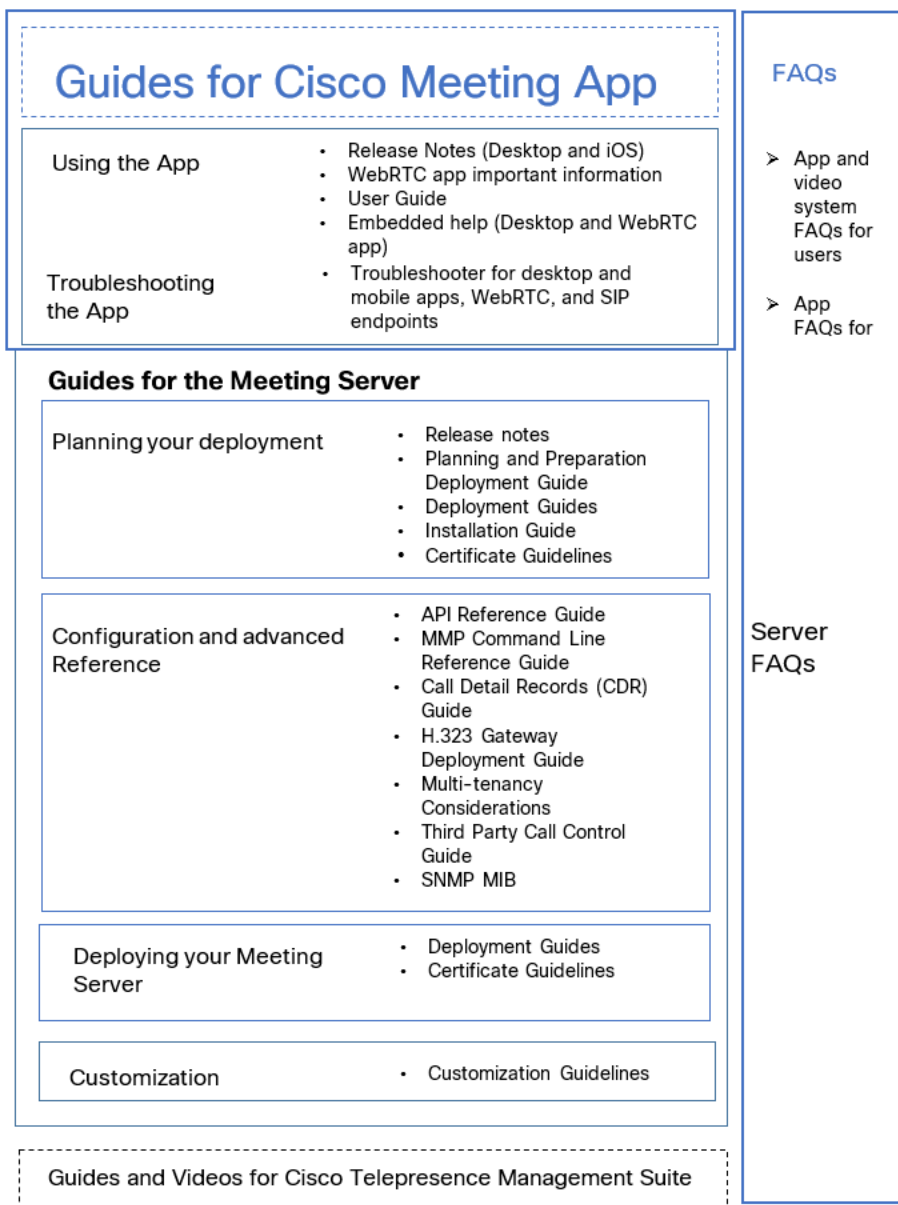 Guides for Cisco Meeting App
Using the App
• Release Notes (Desktop and iOS)
• WebRTC app important information
• User Guide
• Embedded help (Desktop and WebRTC
app)
Troubleshooting
the App
• Troubleshooter for desktop and
mobile apps, WebRTC, and SIP
endpoints
Guides for the Meeting Server
Planning your deployment
• Release notes
• Planning and Preparation
Deployment Guide
• Deployment Guides
• Installation Guide
• Certificate Guidelines
Configuration and advanced
Reference
• API Reference Guide
• MMP Command Line
Reference Guide
• Call Detail Records (CDR)
Guide
• H.323 Gateway
Deployment Guide
• Multi-tenancy
Considerations
• Third Party Call Control
Guide
• SNMP MIB
Deploying your Meeting
Server
• Deployment Guides
• Certificate Guidelines
Customization
• Customization Guidelines
Guides and Videos for Cisco Telepresence Management Suite
FAQs
➢ App and
video
system
FAQs for
users
➢ App
FAQs for
Server
FAQs